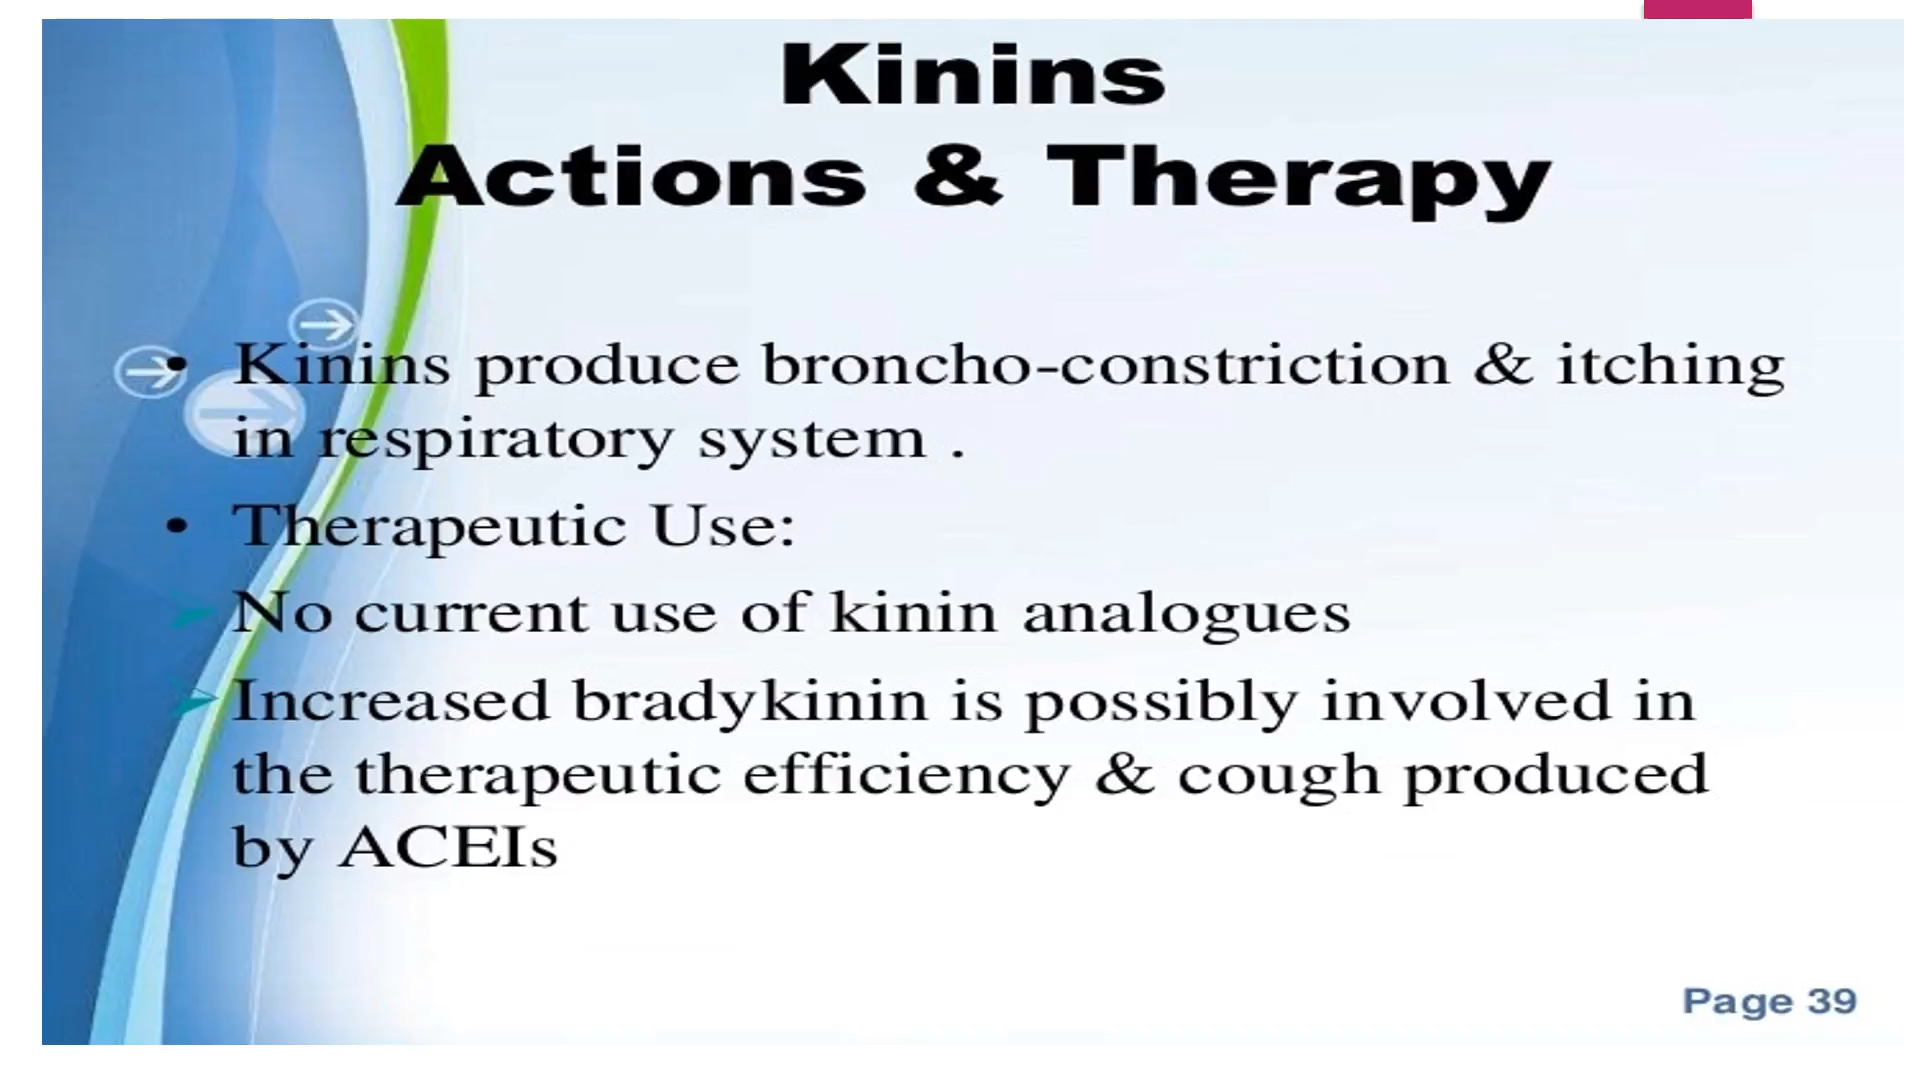 Kinins
Actions & Therapy
• Kinins produce broncho-constriction & itching
in respiratory system .
• Therapeutic Use:
➢ No current use of kinin analogues
➢ Increased bradykinin is possibly involved in
the therapeutic efficiency & cough produced
by ACEIs
Page 39